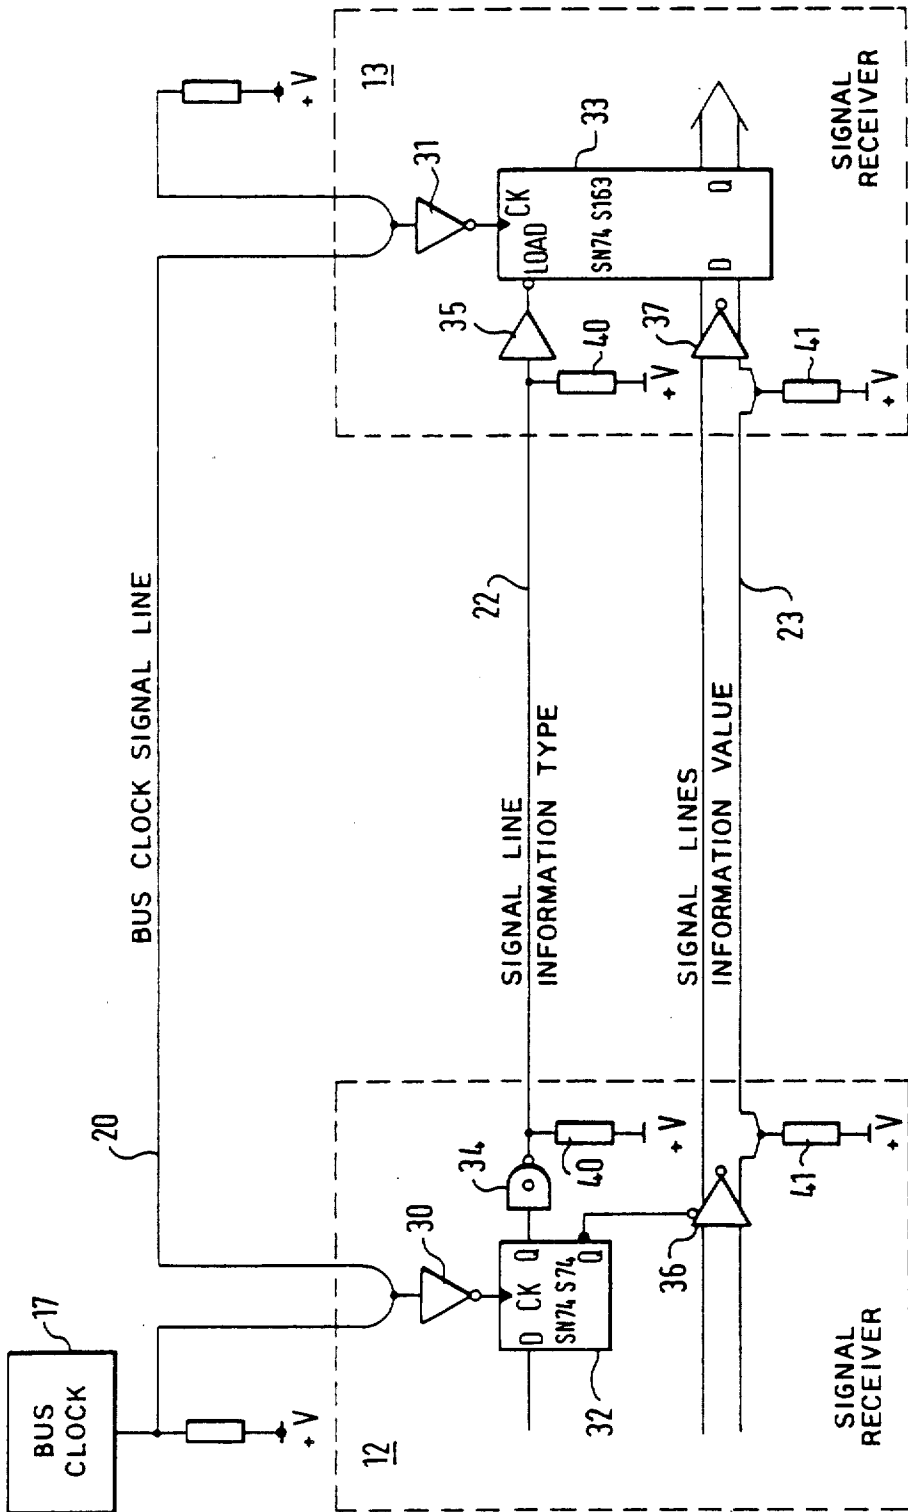 BUS
CLOCK
17
+ V
20
BUS CLOCK SIGNAL LINE
+ V
12
30
D
CK
Q
SN74 S74
Q
32
34
40
+ V
36
41
+ V
SIGNAL
RECEIVER
SIGNAL LINE
INFORMATION TYPE
22
SIGNAL LINES
INFORMATION VALUE
23
13
31
CK
LOAD
SN74 S163
D
Q
33
35
40
+ V
37
41
+ V
SIGNAL
RECEIVER